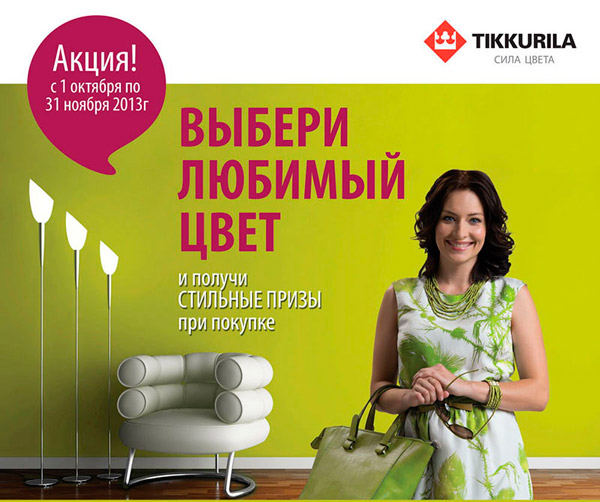 Акция!
с 1 октября по
31 ноября 2013г
TIKKURILA
СИЛА ЦВЕТА
ВЫБЕРИ
ЛЮБИМЫЙ
ЦВЕТ
и получи
СТИЛЬНЫЕ ПРИЗЫ
при покупке